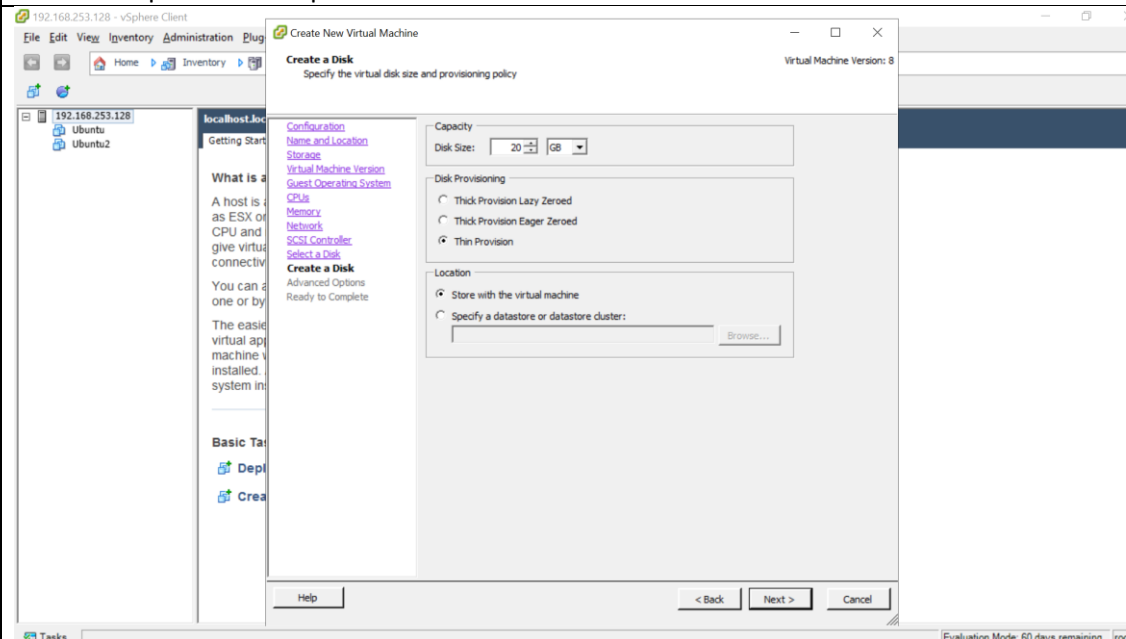 192.168.253.128 - vSphere Client
File Edit View Inventory Administration Plug
Home Inventory
192.168.253.128
Ubuntu
Ubuntu2
localhost.loc
Getting Start
What is a
A host is a
as ESX or
CPU and
give virtua
connectiv
You can a
one or by
The easie
virtual app
machine v
installed.
system in
Basic Ta
Depl
Crea
Create New Virtual Machine
Create a Disk
Specify the virtual disk size and provisioning policy
Virtual Machine Version: 8
Configuration
Name and Location
Storage
Virtual Machine Version
Guest Operating System
CPUs
Memory
Network
SCSI Controller
Select a Disk
Create a Disk
Advanced Options
Ready to Complete
Capacity
Disk Size: 20 GB
Disk Provisioning
Thick Provision Lazy Zeroed
Thick Provision Eager Zeroed
Thin Provision
Location
Store with the virtual machine
Specify a datastore or datastore cluster:
Browse...
Help
< Back Next > Cancel
Tasks
Evaluation Mode: 60 days remaining